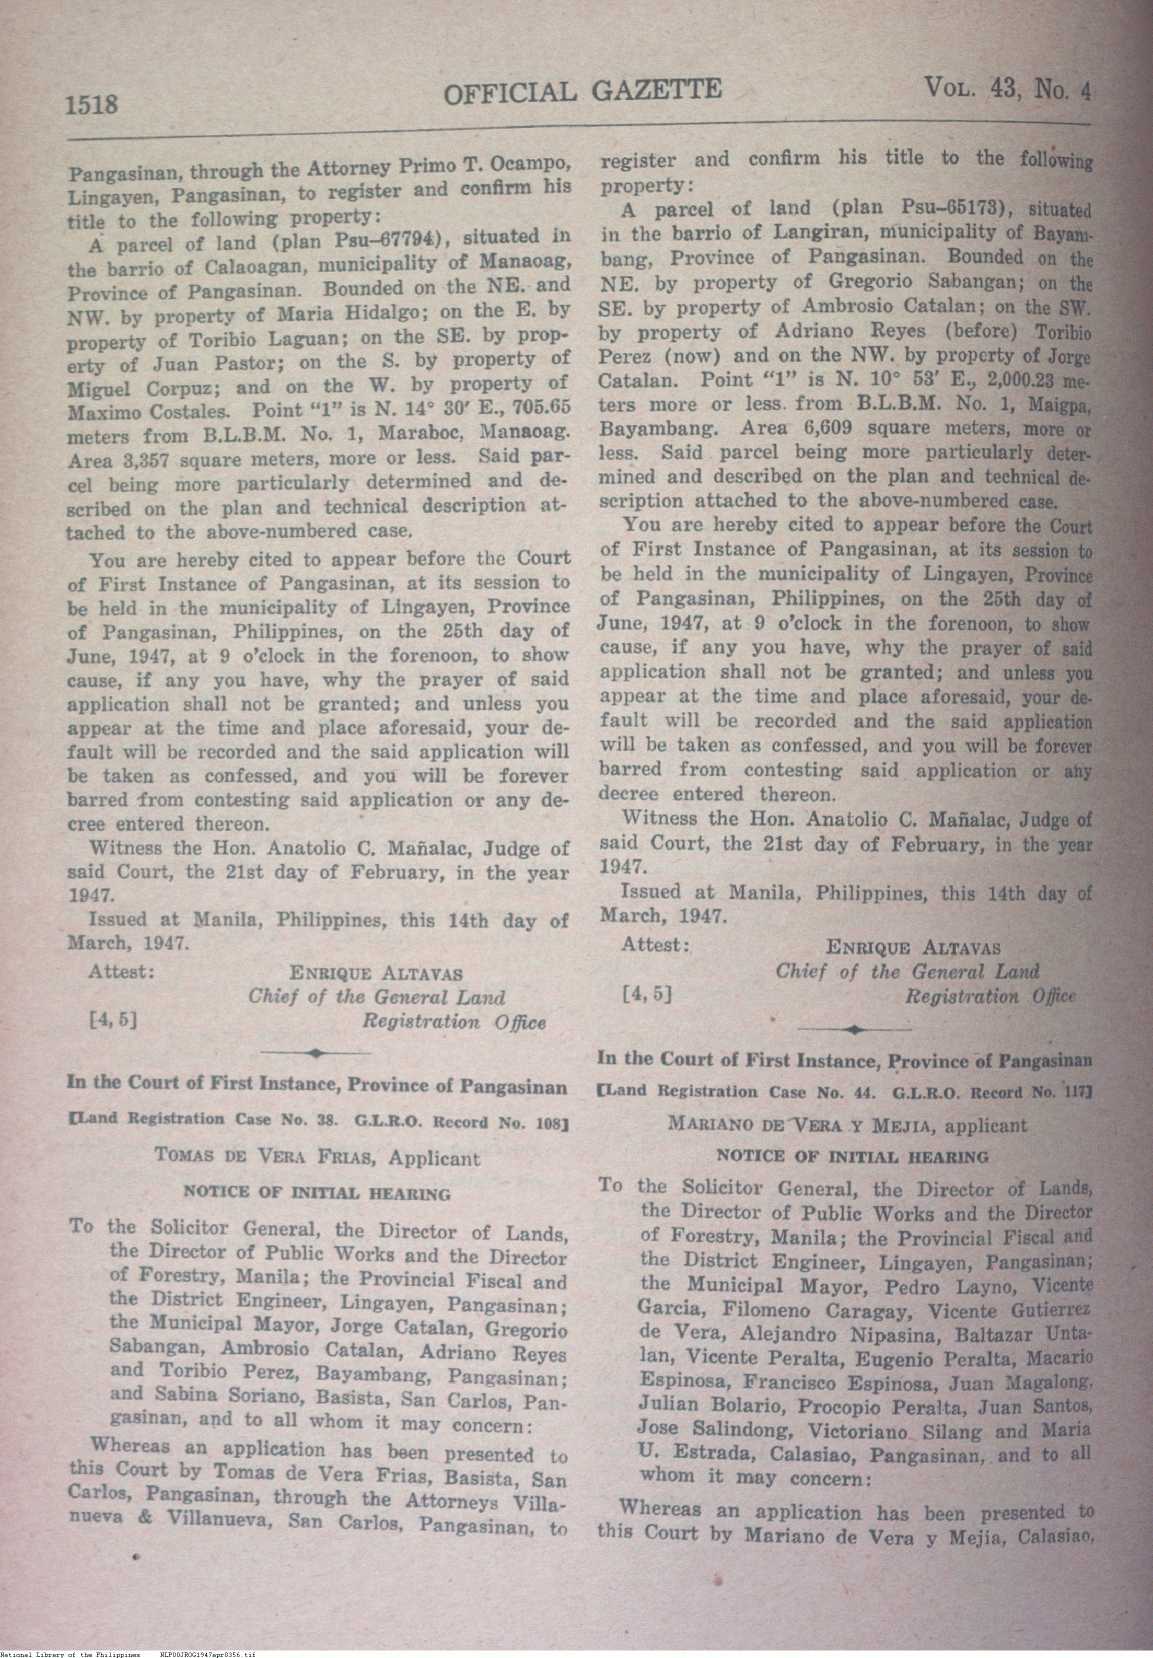 1518
OFFICIAL GAZETTE
VOL. 43, No. 4
Pangasinan, through the Attorney Primo T. Ocampo,
Lingayen, Pangasinan, to register and confirm his
title to the following property:
A parcel of land (plan Psu–67794), situated in
the barrio of Calaoagan, municipality of Manaoag,
Province of Pangasinan. Bounded on the NE. and
NW. by property of Maria Hidalgo; on the E. by
property of Toribio Laguan; on the SE. by prop-
erty of Juan Pastor; on the S. by property of
Miguel Corpuz; and on the W. by property of
Maximo Costales. Point "1" is N. 14° 30′ E., 705.65
meters from B.L.B.M. No. 1, Maraboc, Manaoag.
Area 3,357 square meters, more or less. Said par-
cel being more particularly determined and de-
scribed on the plan and technical description at-
tached to the above-numbered case.
You are hereby cited to appear before the Court
of First Instance of Pangasinan, at its session to
be held in the municipality of Lingayen, Province
of Pangasinan, Philippines, on the 25th day of
June, 1947, at 9 o'clock in the forenoon, to show
cause, if any you have, why the prayer of said
application shall not be granted; and unless you
appear at the time and place aforesaid, your de-
fault will be recorded and the said application will
be taken as confessed, and you will be forever
barred from contesting said application or any de-
cree entered thereon.
Witness the Hon. Anatolio C. Mañalac, Judge of
said Court, the 21st day of February, in the year
1947.
Issued at Manila, Philippines, this 14th day of
March, 1947.
Attest: ENRIQUE ALTAVAS
Chief of the General Land
[4, 5] Registration Office
In the Court of First Instance, Province of Pangasinan
[Land Registration Case No. 38. G.L.R.O. Record No. 108]
TOMAS DE VERA FRIAS, Applicant
NOTICE OF INITIAL HEARING
To the Solicitor General, the Director of Lands,
the Director of Public Works and the Director
of Forestry, Manila; the Provincial Fiscal and
the District Engineer, Lingayen, Pangasinan;
the Municipal Mayor, Jorge Catalan, Gregorio
Sabangan, Ambrosio Catalan, Adriano Reyes
and Toribio Perez, Bayambang, Pangasinan;
and Sabina Soriano, Basista, San Carlos, Pan-
gasinan, and to all whom it may concern:
Whereas an application has been presented to
this Court by Tomas de Vera Frias, Basista, San
Carlos, Pangasinan, through the Attorneys Villa-
nueva & Villanueva, San Carlos, Pangasinan, to
register and confirm his title to the following
property:
A parcel of land (plan Psu–65173), situated
in the barrio of Langiran, municipality of Bayam-
bang, Province of Pangasinan. Bounded on the
NE. by property of Gregorio Sabangan; on the
SE. by property of Ambrosio Catalan; on the SW.
by property of Adriano Reyes (before) Toribio
Perez (now) and on the NW. by property of Jorge
Catalan. Point "1" is N. 10° 53′ E., 2,000.23 me-
ters more or less. from B.L.B.M. No. 1, Maigpa,
Bayambang. Area 6,609 square meters, more or
less. Said parcel being more particularly deter-
mined and described on the plan and technical de-
scription attached to the above-numbered case.
You are hereby cited to appear before the Court
of First Instance of Pangasinan, at its session to
be held in the municipality of Lingayen, Province
of Pangasinan, Philippines, on the 25th day of
June, 1947, at 9 o'clock in the forenoon, to show
cause, if any you have, why the prayer of said
application shall not be granted; and unless you
appear at the time and place aforesaid, your de-
fault will be recorded and the said application
will be taken as confessed, and you will be forever
barred from contesting said application or any
decree entered thereon.
Witness the Hon. Anatolio C. Mañalac, Judge of
said Court, the 21st day of February, in the year
1947.
Issued at Manila, Philippines, this 14th day of
March, 1947.
Attest: ENRIQUE ALTAVAS
Chief of the General Land
[4, 5] Registration Office
In the Court of First Instance, Province of Pangasinan
[Land Registration Case No. 44. G.L.R.O. Record No. 117]
MARIANO DE VERA Y MEJIA, applicant
NOTICE OF INITIAL HEARING
To the Solicitor General, the Director of Lands,
the Director of Public Works and the Director
of Forestry, Manila; the Provincial Fiscal and
the District Engineer, Lingayen, Pangasinan;
the Municipal Mayor, Pedro Layno, Vicente
Garcia, Filomeno Caragay, Vicente Gutierrez
de Vera, Alejandro Nipasina, Baltazar Unta-
lan, Vicente Peralta, Eugenio Peralta, Macario
Espinosa, Francisco Espinosa, Juan Magalong,
Julian Bolario, Procopio Peralta, Juan Santos,
Jose Salindong, Victoriano Silang and Maria
U. Estrada, Calasiao, Pangasinan, and to all
whom it may concern:
Whereas an application has been presented to
this Court by Mariano de Vera y Mejia, Calasiao,
National Library of the Philippines NLP00JROG1947apr0356.tif